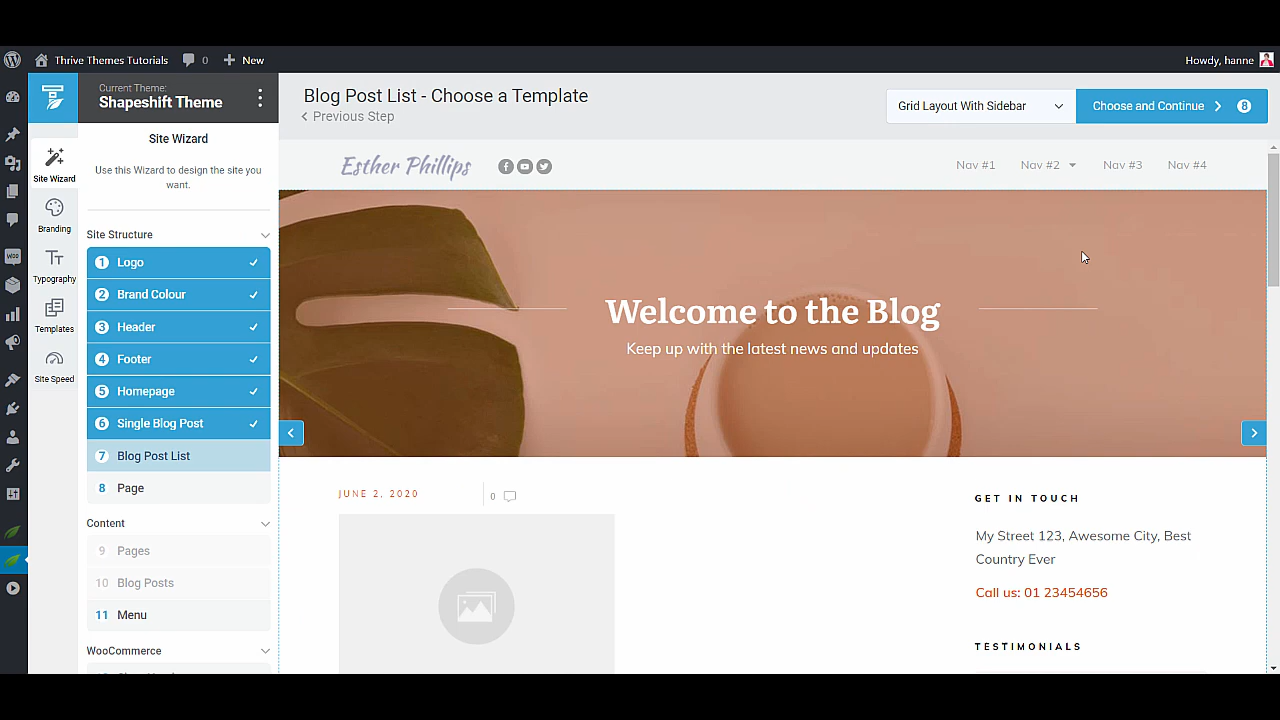 Thrive Themes Tutorials
0
New
Howdy, hanne
Current Theme:
Shapeshift Theme
Site Wizard
Use this Wizard to design the site you
want.
Site Wizard
Branding
Typography
Templates
Site Speed
Site Structure
1 Logo
2 Brand Colour
3 Header
4 Footer
5 Homepage
6 Single Blog Post
7 Blog Post List
8 Page
Content
9 Pages
10 Blog Posts
11 Menu
WooCommerce
Blog Post List - Choose a Template
Previous Step
Grid Layout With Sidebar
Choose and Continue 8
Esther Phillips
Nav #1 Nav #2 Nav #3 Nav #4
Welcome to the Blog
Keep up with the latest news and updates
JUNE 2, 2020
0
GET IN TOUCH
My Street 123, Awesome City, Best
Country Ever
Call us: 01 23454656
TESTIMONIALS